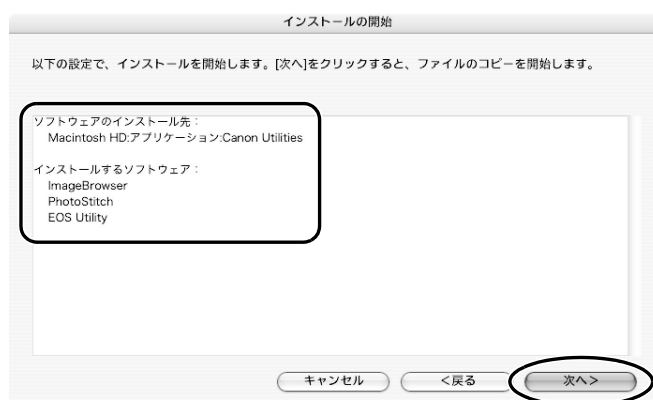 インストールの開始
以下の設定で、インストールを開始します。[次へ]をクリックすると、ファイルのコピーを開始します。
ソフトウェアのインストール先：
Macintosh HD:アプリケーション:Canon Utilities
インストールするソフトウェア：
ImageBrowser
PhotoStitch
EOS Utility
キャンセル
<戻る
次へ>